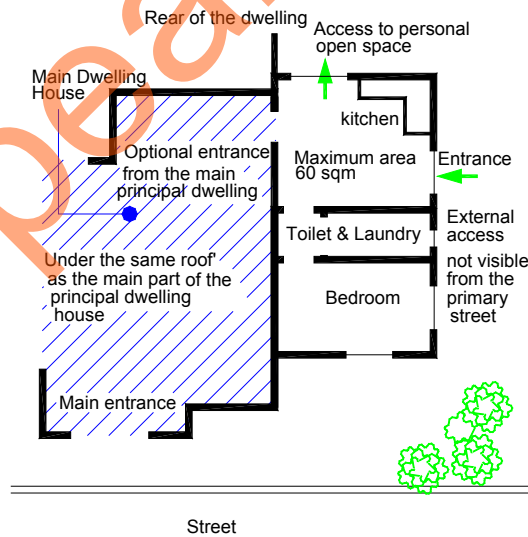 Rear of the dwelling
Access to personal
open space
Main Dwelling
House
kitchen
Optional entrance
from the main
principal dwelling
Maximum area
60 sqm
Entrance
Toilet & Laundry
External
access
not visible
from the
primary
street
Under the same roof'
as the main part of the
principal dwelling
house
Bedroom
Main entrance
Street